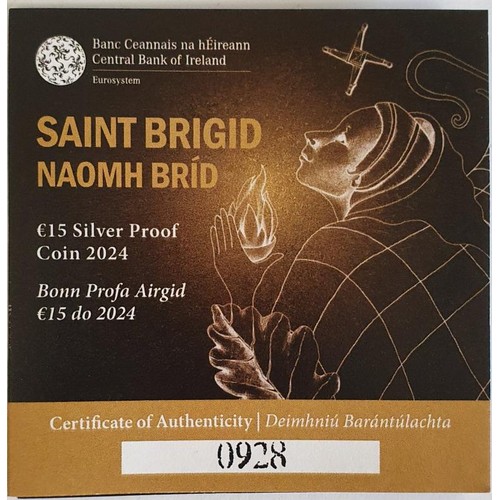 Banc Ceannais na hÉireann
Central Bank of Ireland
Eurosystem
SAINT BRIGID
NAOMH BRÍD
€15 Silver Proof
Coin 2024
Bonn Profa Airgid
€15 do 2024
Certificate of Authenticity | Deimhniú Barántúlachta
0928